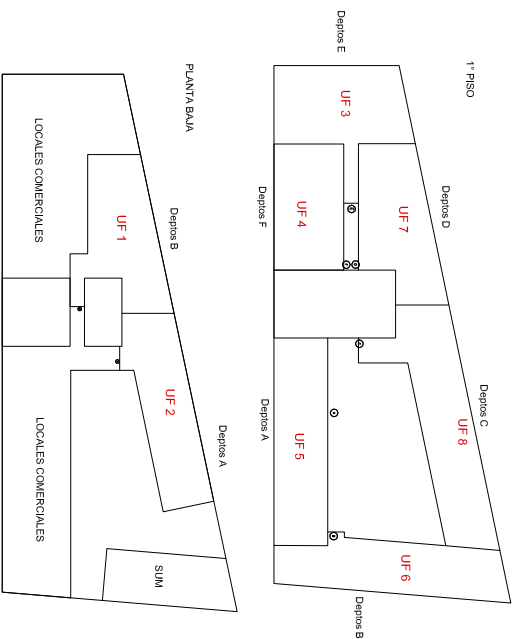 1° PISO
Deptos E
UF 3
Deptos D
UF 7
UF 4
Deptos F
Deptos C
UF 8
Deptos A
UF 5
UF 6
Deptos B
PLANTA BAJA
LOCALES COMERCIALES
Deptos B
UF 1
UF 2
Deptos A
LOCALES COMERCIALES
SUM